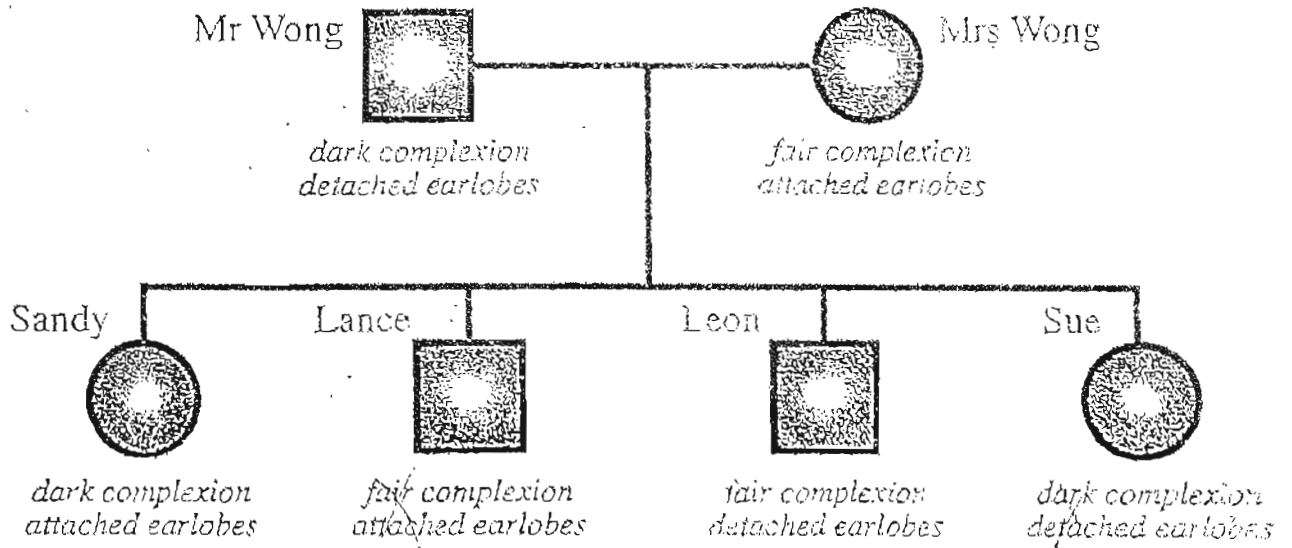 Mr Wong
Mrs Wong
dark complexion
detached earlobes
fair complexion
attached earlobes
Sandy
Lance
Leon
Sue
dark complexion
attached earlobes
fair complexion
attached earlobes
fair complexion
detached earlobes
dark complexion
detached earlobes